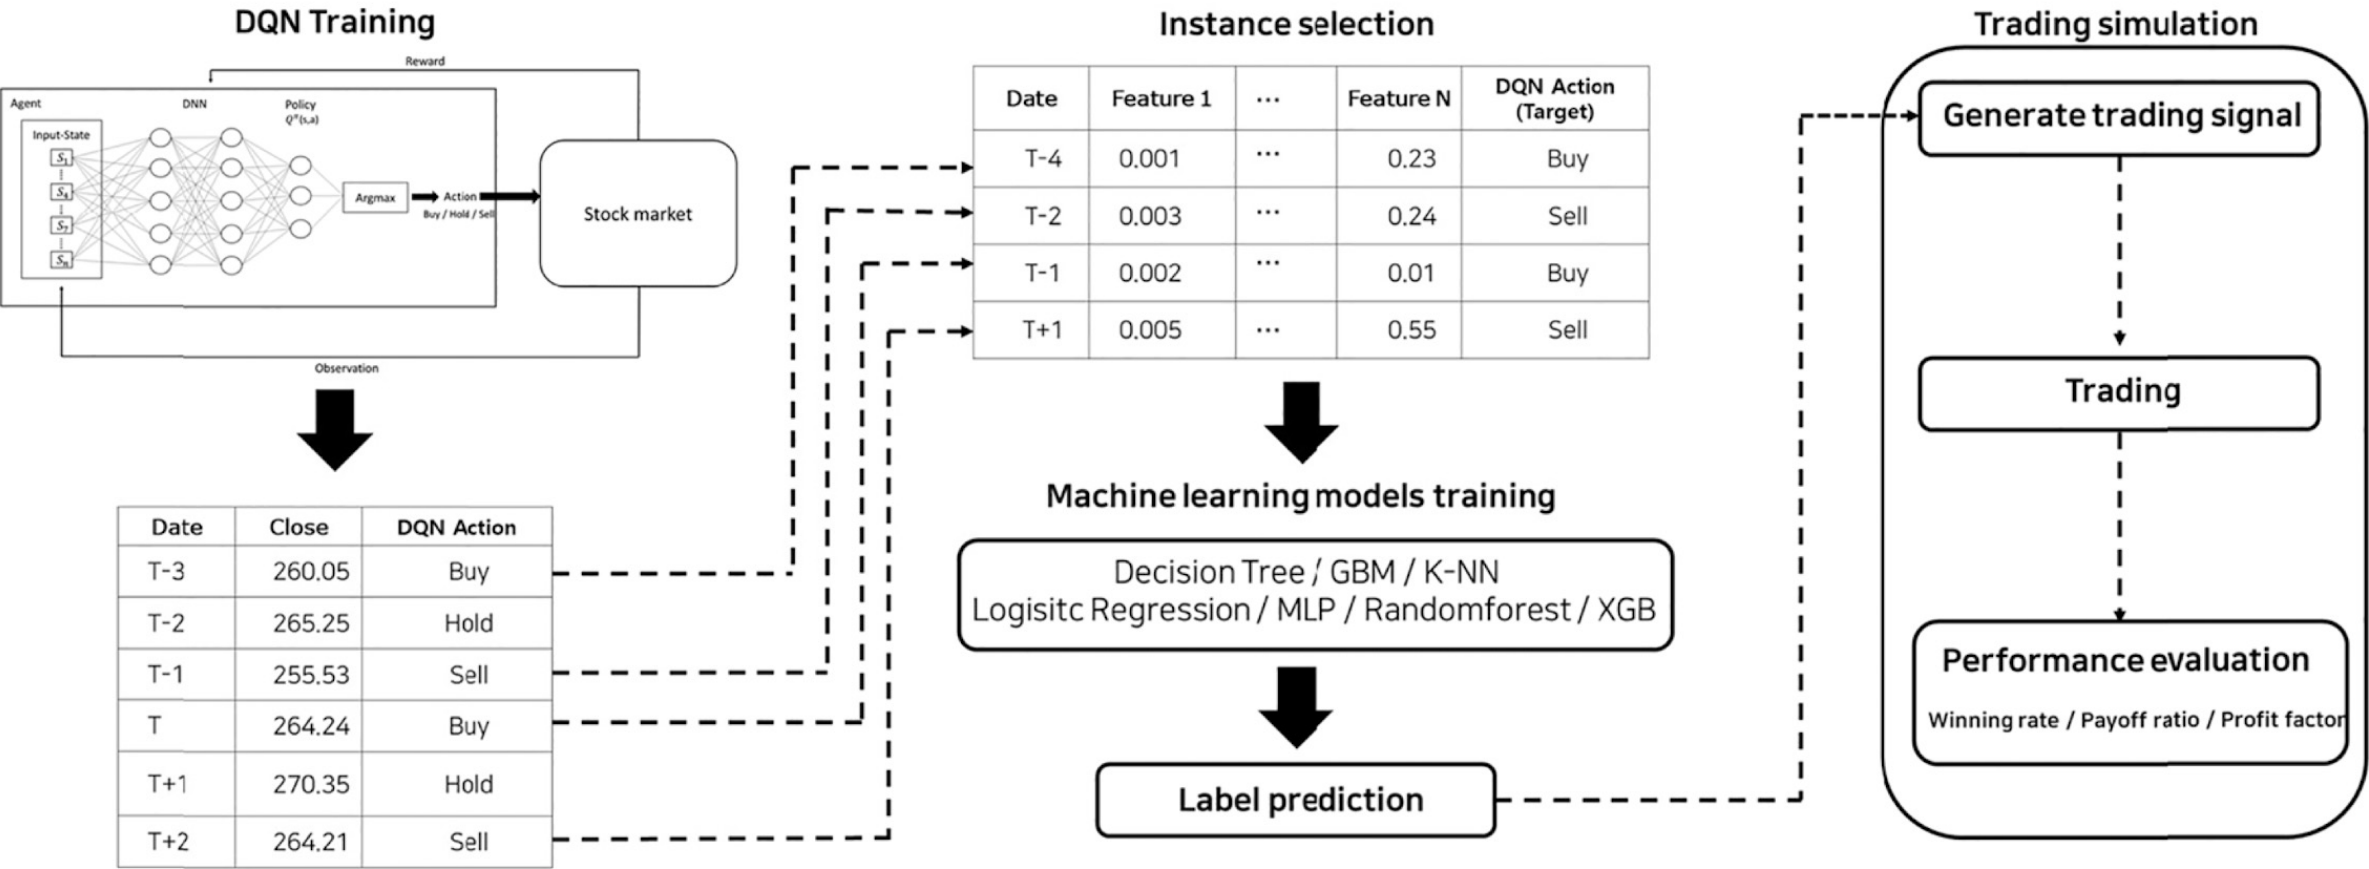 DQN Training
Reward
Agent
DNN
Policy
Q^π(s,a)
Input-State
S₁
S₄
S₇
Sₙ
Argmax
Action
Buy / Hold / Sell
Stock market
Observation
Date Close DQN Action
T-3 260.05 Buy
T-2 265.25 Hold
T-1 255.53 Sell
T 264.24 Buy
T+1 270.35 Hold
T+2 264.21 Sell
Instance selection
Date Feature 1 ... Feature N DQN Action
(Target)
T-4 0.001 ... 0.23 Buy
T-2 0.003 ... 0.24 Sell
T-1 0.002 ... 0.01 Buy
T+1 0.005 ... 0.55 Sell
Machine learning models training
Decision Tree / GBM / K-NN
Logisitc Regression / MLP / Randomforest / XGB
Label prediction
Trading simulation
Generate trading signal
Trading
Performance evaluation
Winning rate / Payoff ratio / Profit factor